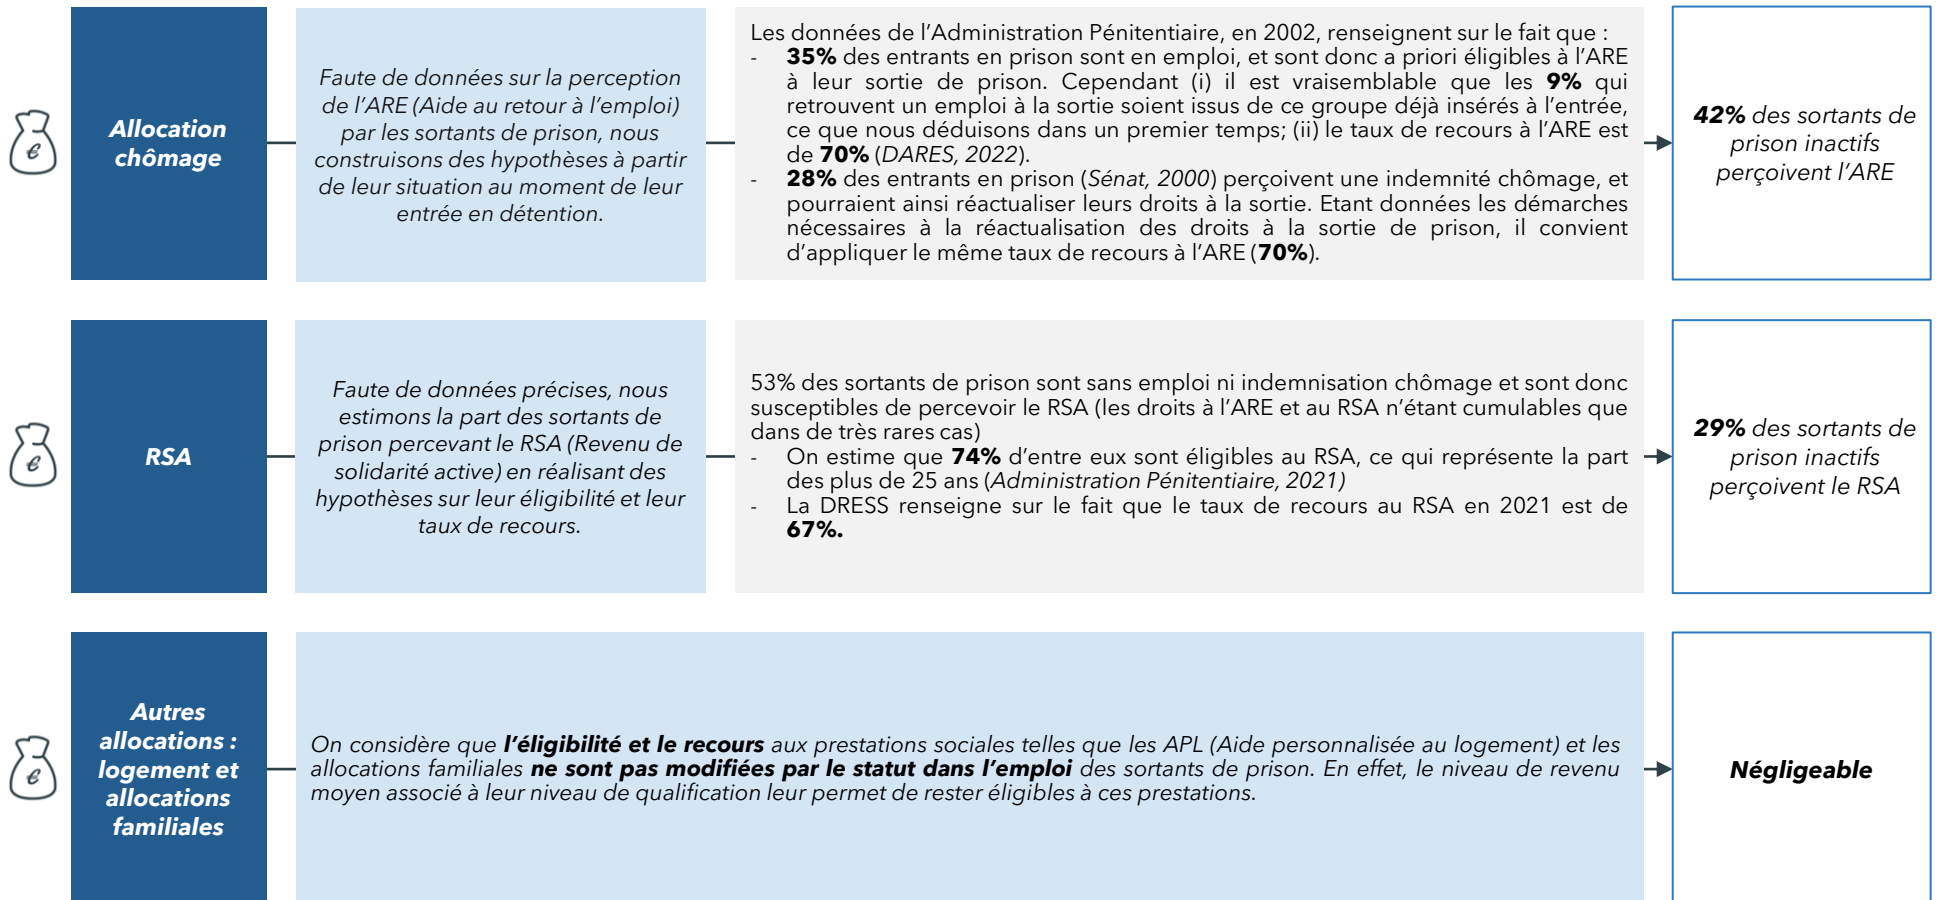 Allocation
chômage
Faute de données sur la perception
de l’ARE (Aide au retour à l’emploi)
par les sortants de prison, nous
construisons des hypothèses à partir
de leur situation au moment de leur
entrée en détention.
Les données de l’Administration Pénitentiaire, en 2002, renseignent sur le fait que :
- 35% des entrants en prison sont en emploi, et sont donc a priori éligibles à l’ARE
à leur sortie de prison. Cependant (i) il est vraisemblable que les 9% qui
retrouvent un emploi à la sortie soient issus de ce groupe déjà insérés à l’entrée,
ce que nous déduisons dans un premier temps; (ii) le taux de recours à l’ARE est
de 70% (DARES, 2022).
- 28% des entrants en prison (Sénat, 2000) perçoivent une indemnité chômage, et
pourraient ainsi réactualiser leurs droits à la sortie. Etant données les démarches
nécessaires à la réactualisation des droits à la sortie de prison, il convient
d’appliquer le même taux de recours à l’ARE (70%).
42% des sortants de
prison inactifs
perçoivent l’ARE
RSA
Faute de données précises, nous
estimons la part des sortants de
prison percevant le RSA (Revenu de
solidarité active) en réalisant des
hypothèses sur leur éligibilité et leur
taux de recours.
53% des sortants de prison sont sans emploi ni indemnisation chômage et sont donc
susceptibles de percevoir le RSA (les droits à l’ARE et au RSA n’étant cumulables que
dans de très rares cas)
- On estime que 74% d’entre eux sont éligibles au RSA, ce qui représente la part
des plus de 25 ans (Administration Pénitentiaire, 2021)
- La DRESS renseigne sur le fait que le taux de recours au RSA en 2021 est de
67%.
29% des sortants de
prison inactifs
perçoivent le RSA
Autres
allocations :
logement et
allocations
familiales
On considère que l’éligibilité et le recours aux prestations sociales telles que les APL (Aide personnalisée au logement) et les
allocations familiales ne sont pas modifiées par le statut dans l’emploi des sortants de prison. En effet, le niveau de revenu
moyen associé à leur niveau de qualification leur permet de rester éligibles à ces prestations.
Négligeable